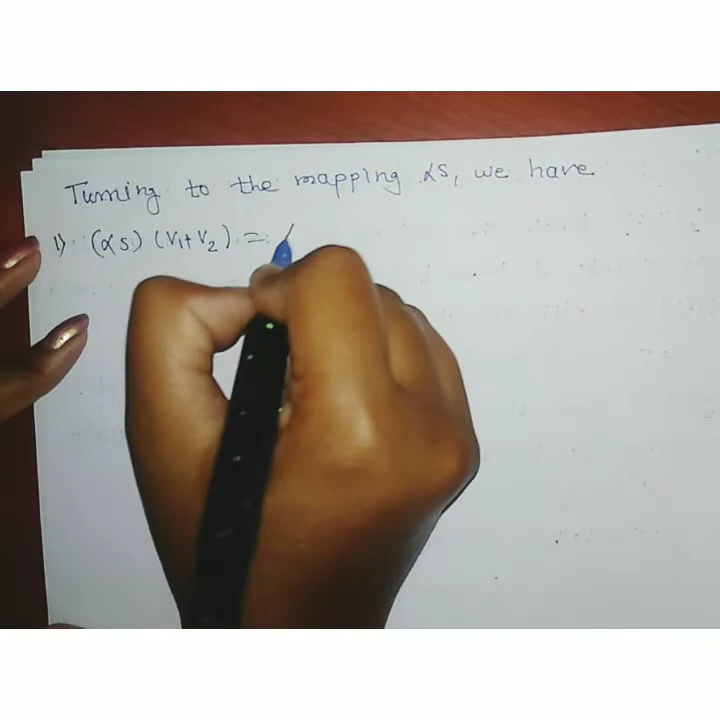 Turning to the mapping αS, we have
1) (αS) (V₁+V₂) =